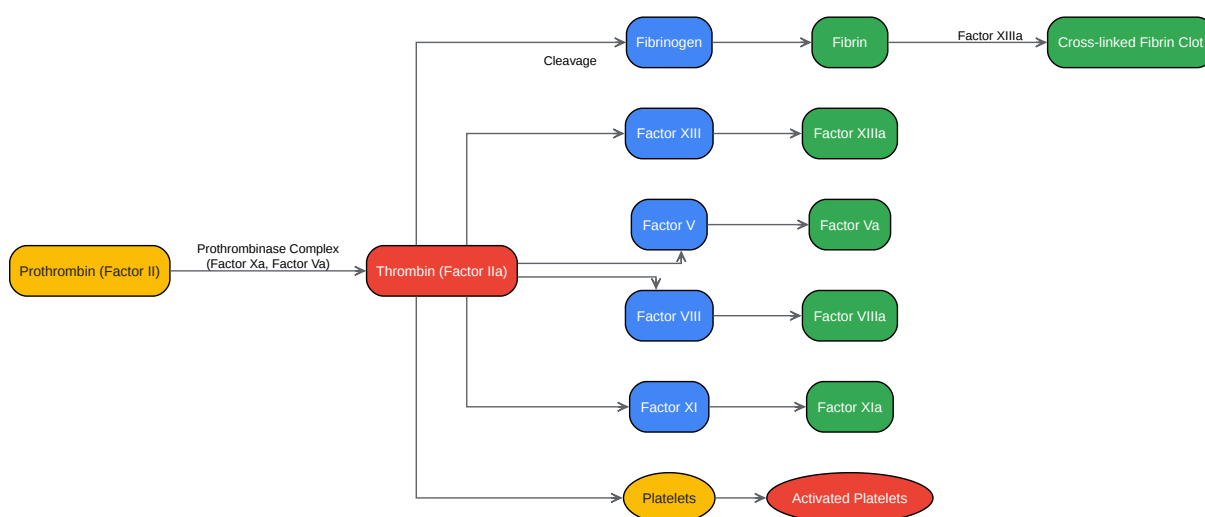 Fibrinogen
Fibrin
Factor XIIIa
Cross-linked Fibrin Clot
Cleavage
Factor XIII
Factor XIIIa
Factor V
Factor Va
Prothrombin (Factor II)
Prothrombinase Complex
(Factor Xa, Factor Va)
Thrombin (Factor IIa)
Factor VIII
Factor VIIIa
Factor XI
Factor XIa
Platelets
Activated Platelets